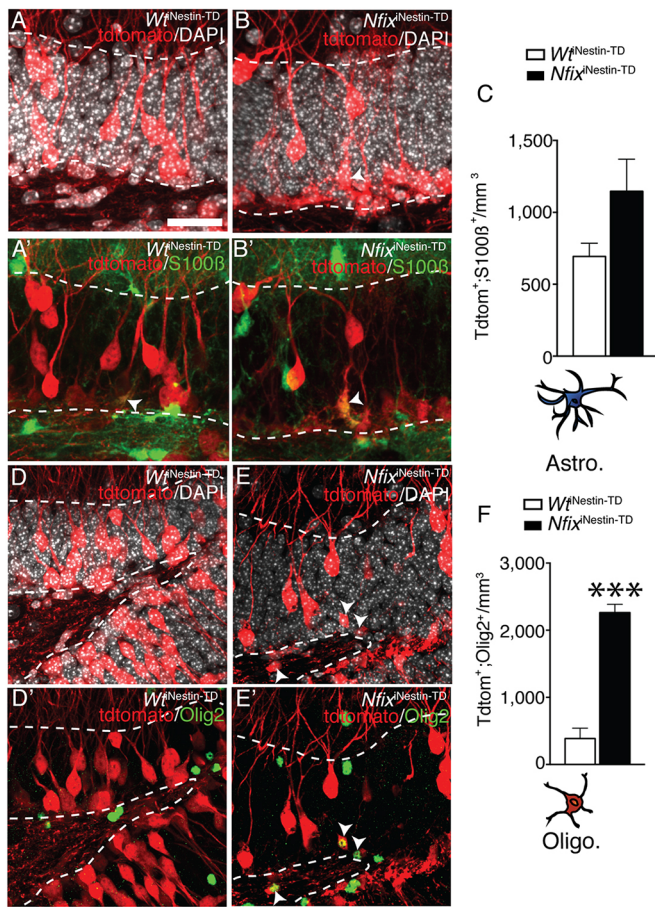 A
Wt iNestin-TD
tdtomato/DAPI
B
Nfix iNestin-TD
tdtomato/DAPI
A'
Wt iNestin-TD
tdtomato/S100ß
B'
Nfix iNestin-TD
tdtomato/S100ß
Wt iNestin-TD
Nfix iNestin-TD
C
1,500
1,000
500
0
Tdtom+;S100ß+/mm3
Astro.
D
Wt iNestin-TD
tdtomato/DAPI
E
Nfix iNestin-TD
tdtomato/DAPI
D'
Wt iNestin-TD
tdtomato/Olig2
E'
Nfix iNestin-TD
tdtomato/Olig2
F
Wt iNestin-TD
Nfix iNestin-TD
3,000
2,000
1,000
0
***
Tdtom+;Olig2+/mm3
Oligo.